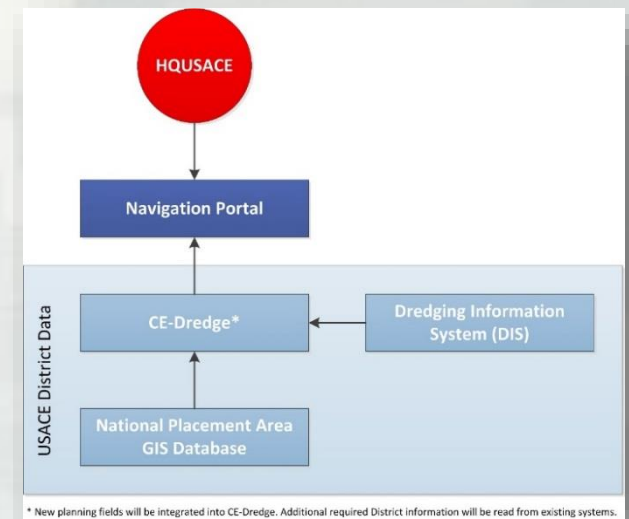 HQUSACE
Navigation Portal
USACE District Data
CE-Dredge*
Dredging Information
System (DIS)
National Placement Area
GIS Database
* New planning fields will be integrated into CE-Dredge. Additional required District information will be read from existing systems.